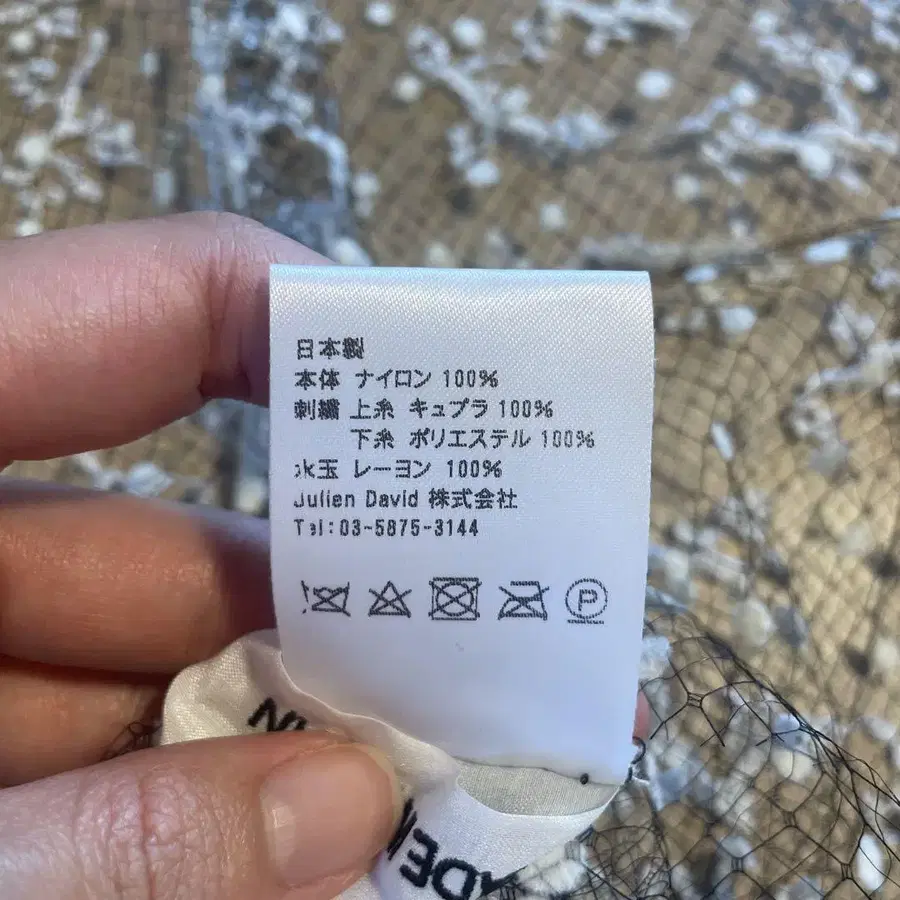 日本製
本体 ナイロン 100%
刺繍 上糸 キュプラ 100%
下糸 ポリエステル 100%
水玉 レーヨン 100%
Julien David 株式会社
Tel:03-5875-3144
P